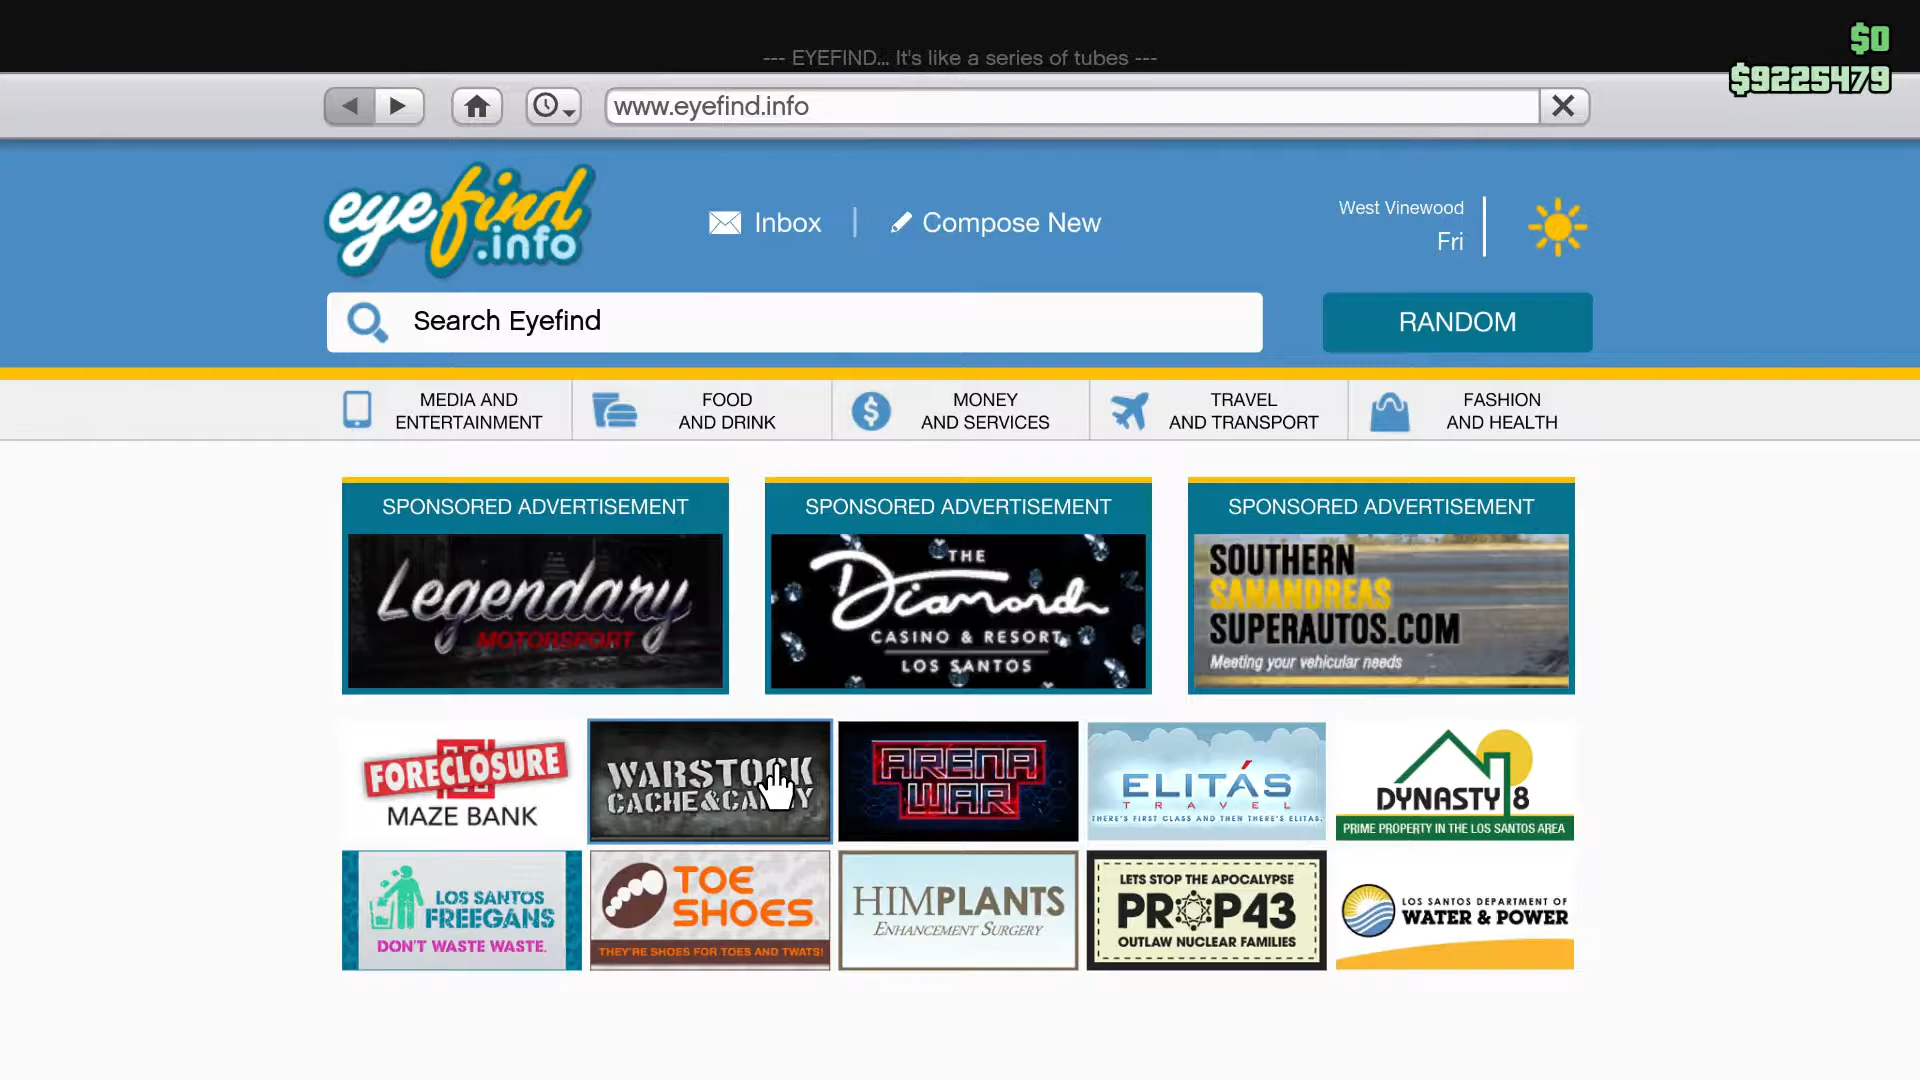 --- EYEFIND... It's like a series of tubes ---
$0
$9225479
www.eyefind.info
eyefind
.info
Inbox
Compose New
West Vinewood
Fri
Search Eyefind
RANDOM
MEDIA AND
ENTERTAINMENT
FOOD
AND DRINK
MONEY
AND SERVICES
TRAVEL
AND TRANSPORT
FASHION
AND HEALTH
SPONSORED ADVERTISEMENT
Legendary
MOTORSPORT
SPONSORED ADVERTISEMENT
THE
Diamond
CASINO & RESORT
LOS SANTOS
SPONSORED ADVERTISEMENT
SOUTHERN
SANANDREAS
SUPERAUTOS.COM
Meeting your vehicular needs
FORECLOSURE
MAZE BANK
WARSTOCK
CACHE&CARRY
ARENA
WAR
ELITÁS
TRAVEL
THERE'S FIRST CLASS AND THEN THERE'S ELITAS.
DYNASTY 8
PRIME PROPERTY IN THE LOS SANTOS AREA
LOS SANTOS
FREEGANS
DON'T WASTE WASTE.
TOE
SHOES
THEY'RE SHOES FOR TOES AND TWATS!
HIMPLANTS
ENHANCEMENT SURGERY
LETS STOP THE APOCALYPSE
PROP43
OUTLAW NUCLEAR FAMILIES
LOS SANTOS DEPARTMENT OF
WATER & POWER